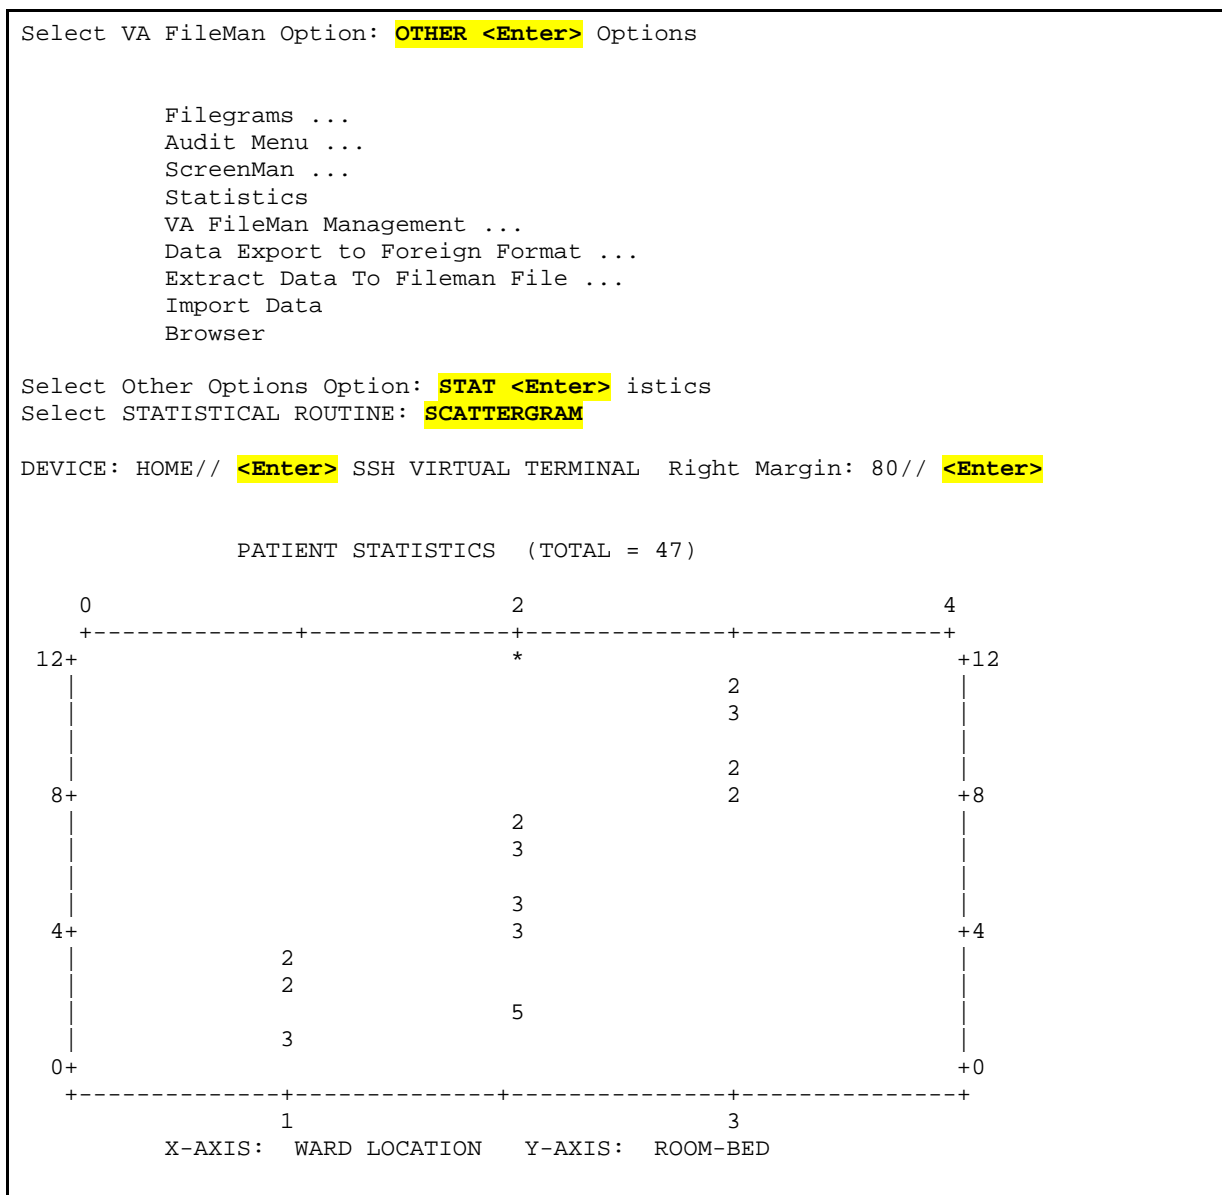 Select VA FileMan Option: OTHER <Enter> Options
Filegrams ...
Audit Menu ...
ScreenMan ...
Statistics
VA FileMan Management ...
Data Export to Foreign Format ...
Extract Data To Fileman File ...
Import Data
Browser
Select Other Options Option: STAT <Enter> istics
Select STATISTICAL ROUTINE: SCATTERGRAM
DEVICE: HOME// <Enter> SSH VIRTUAL TERMINAL  Right Margin: 80// <Enter>
PATIENT STATISTICS  (TOTAL = 47)
0                             2                             4
+--------------+--------------+--------------+--------------+
12+                              *                              +12
|                                             2               |
|                                             3               |
|                                                             |
|                                             2               |
8+                                             2               +8
|                              2                              |
|                              3                              |
|                                                             |
|                              3                              |
4+                              3                              +4
|              2                                              |
|              2                                              |
|                              5                              |
|              3                                              |
0+                                                             +0
+--------------+--------------+---------------+---------------+
1                              3
X-AXIS:  WARD LOCATION   Y-AXIS:  ROOM-BED